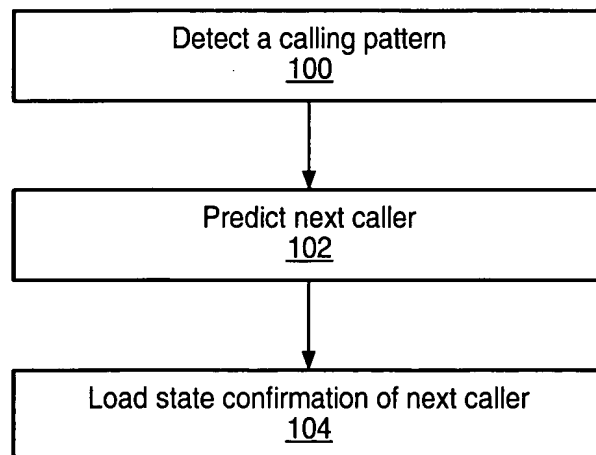 Detect a calling pattern
100
Predict next caller
102
Load state confirmation of next caller
104